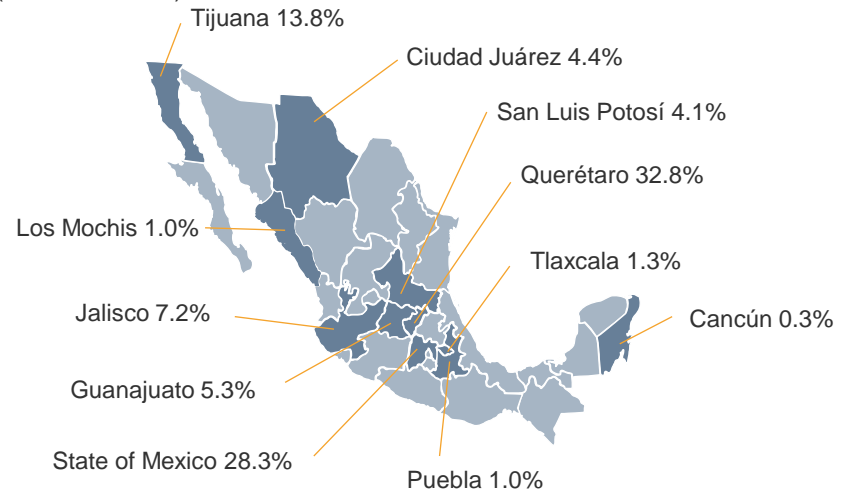 Tijuana 13.8%
Ciudad Juárez 4.4%
San Luis Potosí 4.1%
Querétaro 32.8%
Los Mochis 1.0%
Tlaxcala 1.3%
Jalisco 7.2%
Cancún 0.3%
Guanajuato 5.3%
State of Mexico 28.3%
Puebla 1.0%